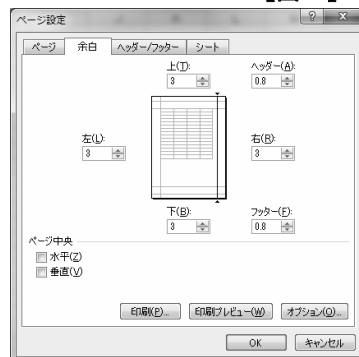 ページ設定
ページ 余白 ヘッダー/フッター シート
上(T): ヘッダー(A):
3 0.8
左(L): 右(R):
3 3
下(B): フッター(F):
3 0.8
ページ中央
水平(Z)
垂直(V)
印刷(P)... 印刷プレビュー(W) オプション(O)...
OK キャンセル